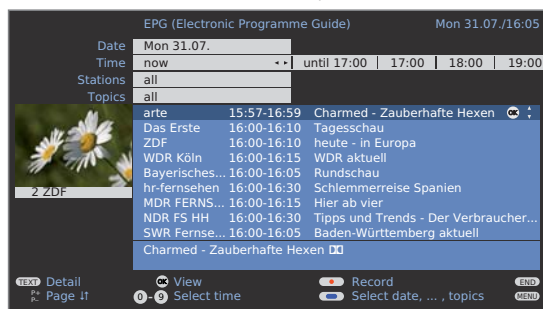 EPG (Electronic Programme Guide) Mon 31.07./16:05
Date Mon 31.07.
Time now until 17:00 17:00 18:00 19:00
Stations all
Topics all
arte 15:57-16:59 Charmed - Zauberhafte Hexen OK
Das Erste 16:00-16:10 Tagesschau
ZDF 16:00-16:10 heute - in Europa
WDR Köln 16:00-16:15 WDR aktuell
Bayerisches... 16:00-16:05 Rundschau
hr-fernsehen 16:00-16:30 Schlemmerreise Spanien
MDR FERNS... 16:00-16:15 Hier ab vier
NDR FS HH 16:00-16:30 Tipps und Trends - Der Verbraucher...
SWR Fernse... 16:00-16:05 Baden-Württemberg aktuell
2 ZDF
Charmed - Zauberhafte Hexen
TEXT Detail OK View Record END
P+ P- Page 0-9 Select time Select date, ... , topics MENU